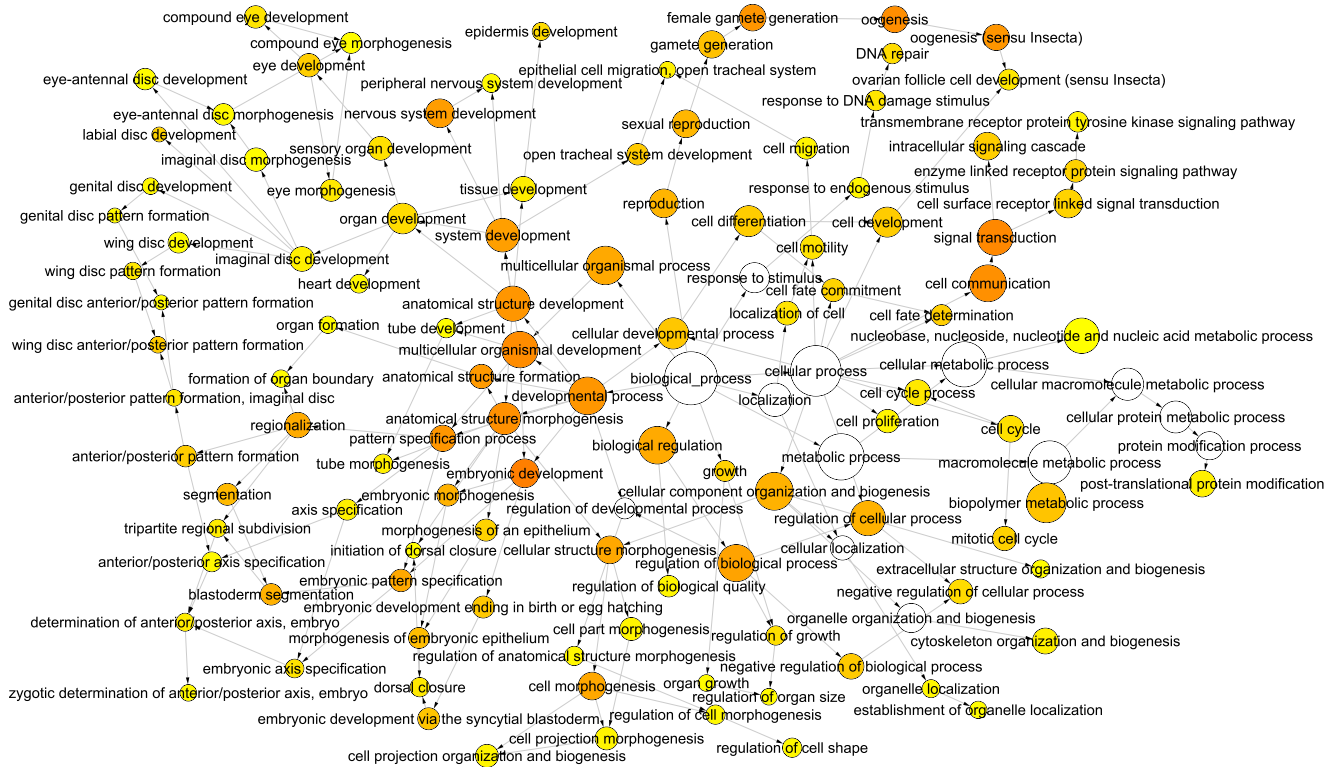 compound eye development
female gamete generation
oogenesis
epidermis development
oogenesis (sensu Insecta)
compound eye morphogenesis
gamete generation
DNA repair
eye development
epithelial cell migration, open tracheal system
eye-antennal disc development
peripheral nervous system development
ovarian follicle cell development (sensu Insecta)
response to DNA damage stimulus
eye-antennal disc morphogenesis
nervous system development
sexual reproduction
transmembrane receptor protein tyrosine kinase signaling pathway
labial disc development
sensory organ development
open tracheal system development
cell migration
intracellular signaling cascade
imaginal disc morphogenesis
enzyme linked receptor protein signaling pathway
genital disc development
eye morphogenesis
tissue development
response to endogenous stimulus
reproduction
cell surface receptor linked signal transduction
genital disc pattern formation
organ development
cell differentiation
cell development
wing disc development
system development
signal transduction
cell motility
imaginal disc development
wing disc pattern formation
multicellular organismal process
response to stimulus
heart development
cell fate commitment
cell communication
genital disc anterior/posterior pattern formation
anatomical structure development
localization of cell
cell fate determination
organ formation
tube development
cellular developmental process
nucleobase, nucleoside, nucleotide and nucleic acid metabolic process
wing disc anterior/posterior pattern formation
multicellular organismal development
cellular metabolic process
formation of organ boundary
anatomical structure formation
biological_process
cellular process
cellular macromolecule metabolic process
anterior/posterior pattern formation, imaginal disc
developmental process
localization
cell cycle process
regionalization
anatomical structure morphogenesis
cell proliferation
cellular protein metabolic process
cell cycle
pattern specification process
biological regulation
protein modification process
anterior/posterior pattern formation
tube morphogenesis
embryonic development
growth
metabolic process
macromolecule metabolic process
post-translational protein modification
segmentation
embryonic morphogenesis
cellular component organization and biogenesis
biopolymer metabolic process
axis specification
regulation of developmental process
regulation of cellular process
tripartite regional subdivision
morphogenesis of an epithelium
mitotic cell cycle
initiation of dorsal closure
cellular structure morphogenesis
cellular localization
anterior/posterior axis specification
regulation of biological process
extracellular structure organization and biogenesis
embryonic pattern specification
regulation of biological quality
negative regulation of cellular process
blastoderm segmentation
embryonic development ending in birth or egg hatching
determination of anterior/posterior axis, embryo
organelle organization and biogenesis
cell part morphogenesis
regulation of growth
morphogenesis of embryonic epithelium
cytoskeleton organization and biogenesis
regulation of anatomical structure morphogenesis
embryonic axis specification
negative regulation of biological process
zygotic determination of anterior/posterior axis, embryo
dorsal closure
cell morphogenesis
organ growth
organelle localization
regulation of organ size
establishment of organelle localization
embryonic development via the syncytial blastoderm
regulation of cell morphogenesis
cell projection morphogenesis
regulation of cell shape
cell projection organization and biogenesis